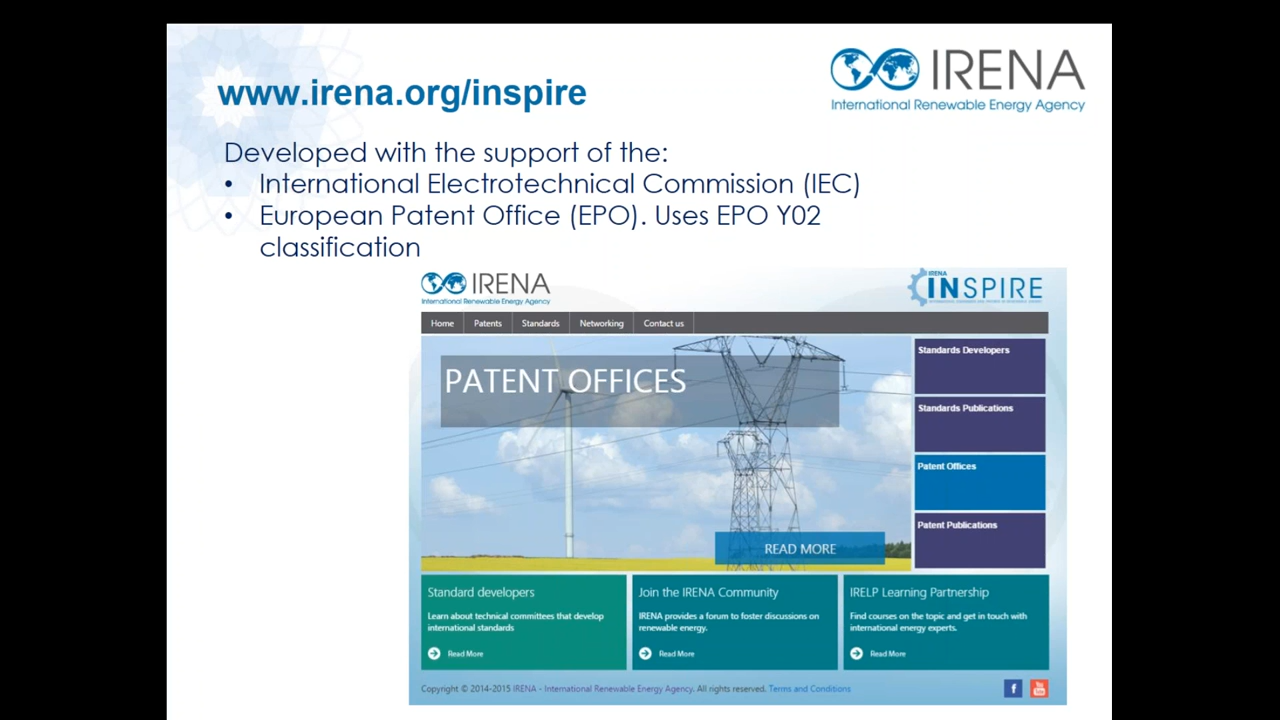 www.irena.org/inspire
IRENA
International Renewable Energy Agency
Developed with the support of the:
• International Electrotechnical Commission (IEC)
• European Patent Office (EPO). Uses EPO Y02
classification
IRENA
International Renewable Energy Agency
IRENA
INSPIRE
Home
Patents
Standards
Networking
Contact us
PATENT OFFICES
READ MORE
Standards Developers
Standards Publications
Patent Offices
Patent Publications
Standard developers
Learn about technical committees that develop
international standards
Read More
Join the IRENA Community
IRENA provides a forum to foster discussions on
renewable energy.
Read More
IRELP Learning Partnership
Find courses on the topic and get in touch with
international energy experts.
Read More
Copyright © 2014-2015 IRENA - International Renewable Energy Agency. All rights reserved. Terms and Conditions
f
You
Tube